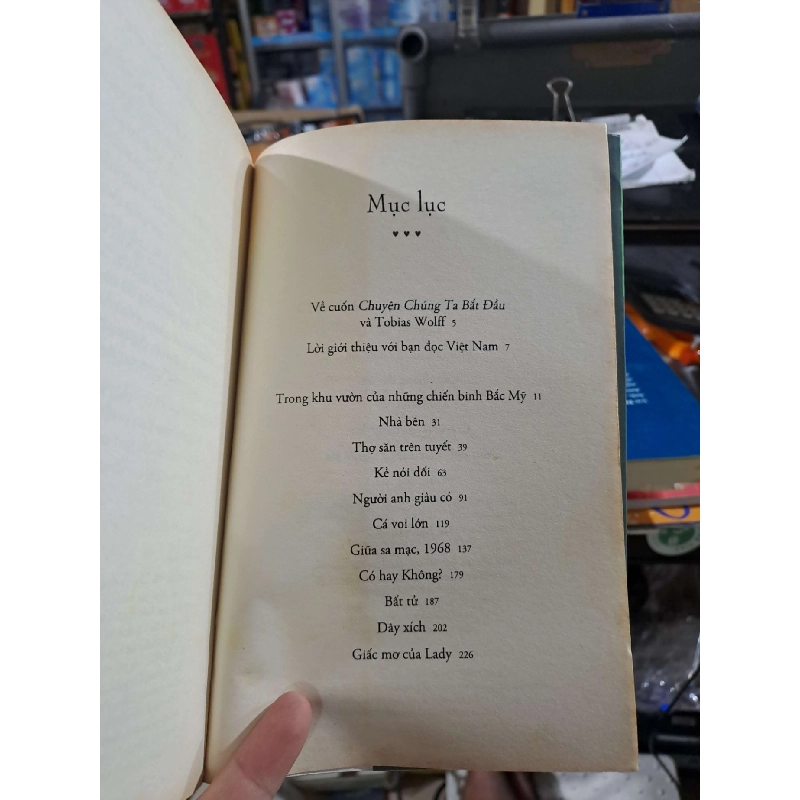 Mục lục
♥ ♥ ♥
Về cuốn Chuyện Chúng Ta Bắt Đầu
và Tobias Wolff 5
Lời giới thiệu với bạn đọc Việt Nam 7
Trong khu vườn của những chiến binh Bắc Mỹ 11
Nhà bên 31
Thợ săn trên tuyết 39
Kẻ nói dối 63
Người anh giàu có 91
Cá voi lớn 119
Giữa sa mạc, 1968 137
Có hay Không? 179
Bất tử 187
Dây xích 202
Giấc mơ của Lady 226